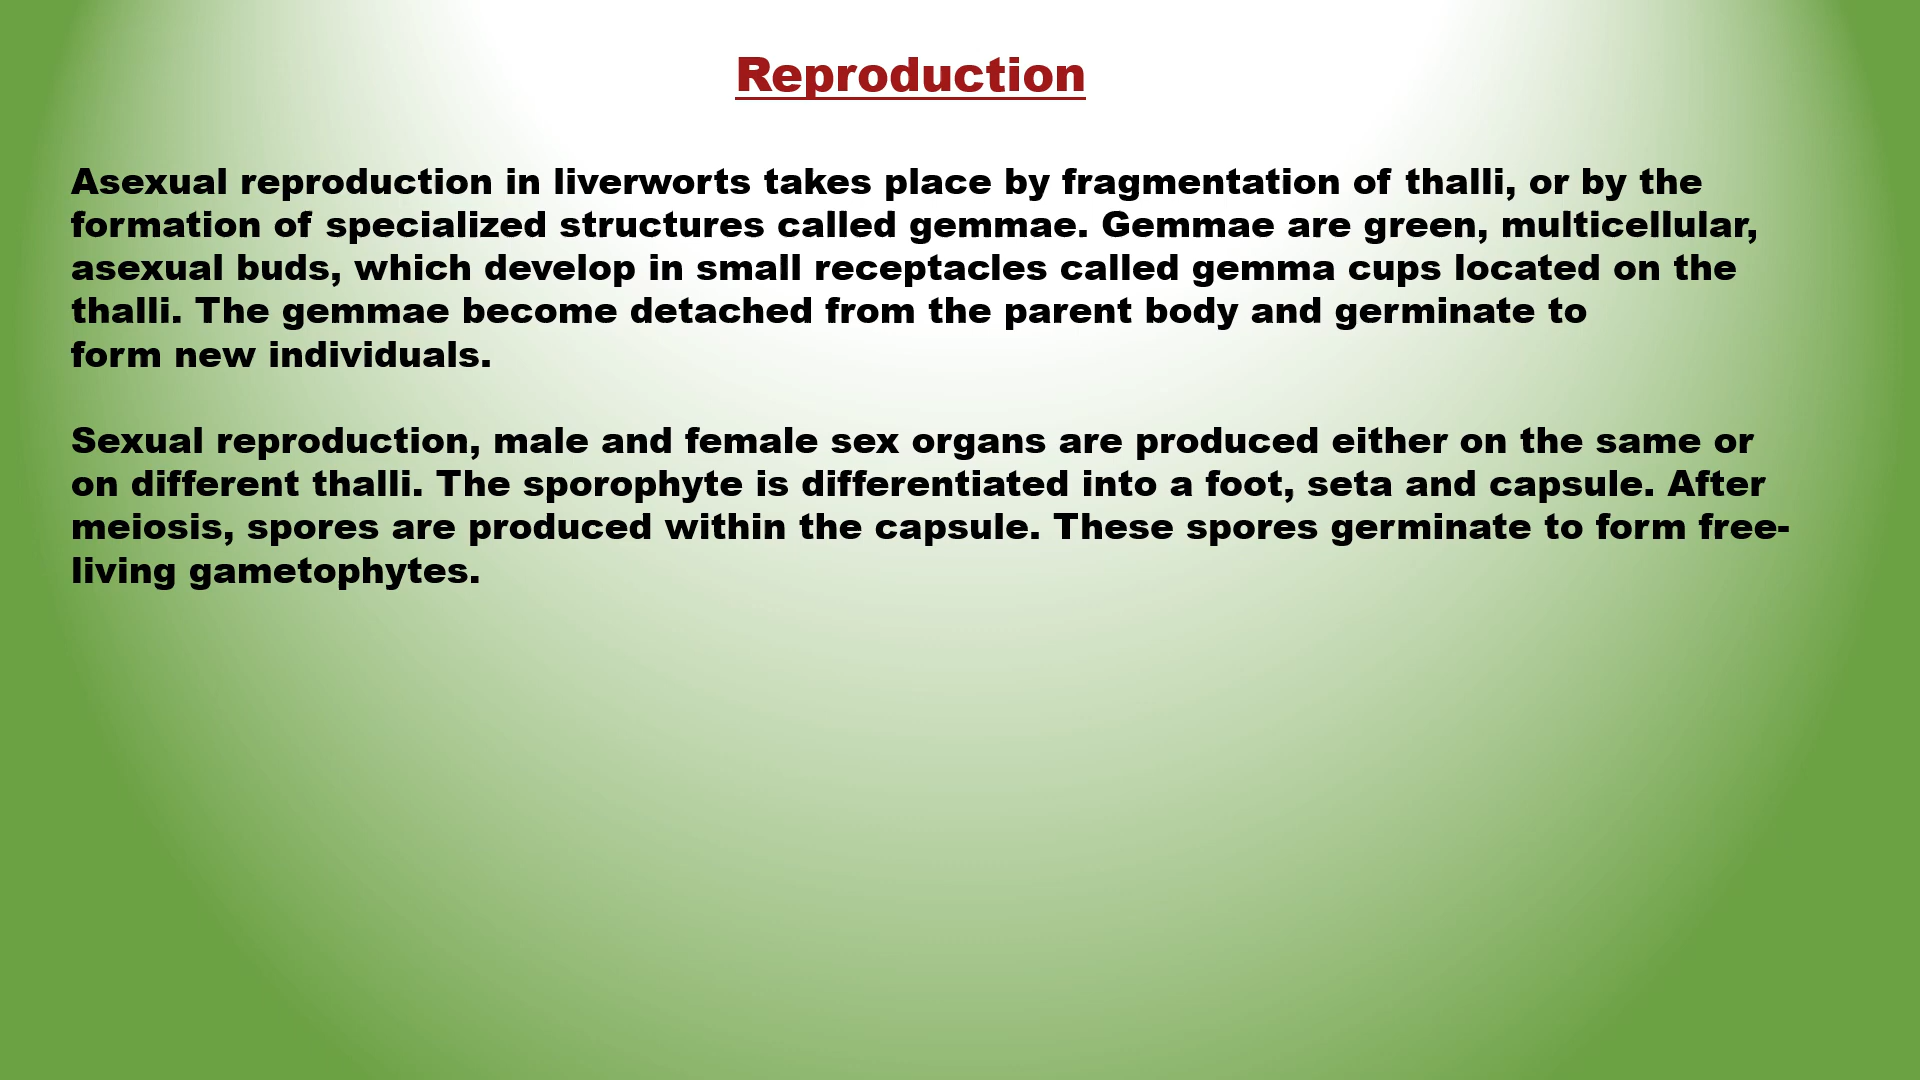 Reproduction
Asexual reproduction in liverworts takes place by fragmentation of thalli, or by the
formation of specialized structures called gemmae. Gemmae are green, multicellular,
asexual buds, which develop in small receptacles called gemma cups located on the
thalli. The gemmae become detached from the parent body and germinate to
form new individuals.
Sexual reproduction, male and female sex organs are produced either on the same or
on different thalli. The sporophyte is differentiated into a foot, seta and capsule. After
meiosis, spores are produced within the capsule. These spores germinate to form free-
living gametophytes.